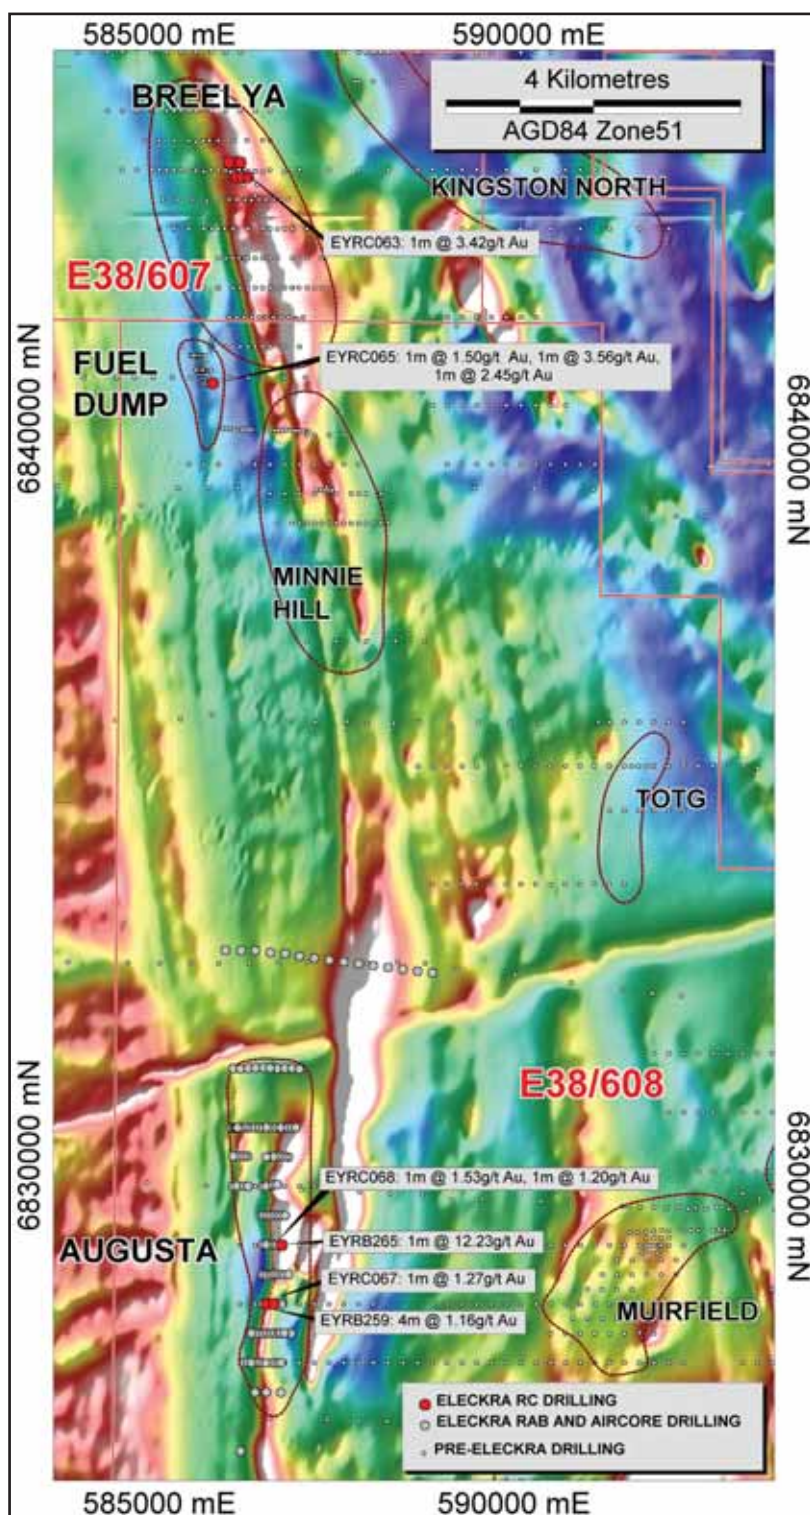 585000 mE
590000 mE
BREELYA
4 Kilometres
AGD84 Zone51
KINGSTON NORTH
EYRC063: 1m @ 3.42g/t Au
E38/607
EYRC065: 1m @ 1.50g/t Au, 1m @ 3.56g/t Au,
1m @ 2.45g/t Au
FUEL
DUMP
6840000 mN
6840000 mN
MINNIE
HILL
TOTG
E38/608
6830000 mN
6830000 mN
EYRC068: 1m @ 1.53g/t Au, 1m @ 1.20g/t Au
EYRB265: 1m @ 12.23g/t Au
AUGUSTA
EYRC067: 1m @ 1.27g/t Au
EYRB259: 4m @ 1.16g/t Au
MUIRFIELD
ELECKRA RC DRILLING
ELECKRA RAB AND AIRCORE DRILLING
PRE-ELECKRA DRILLING
585000 mE
590000 mE